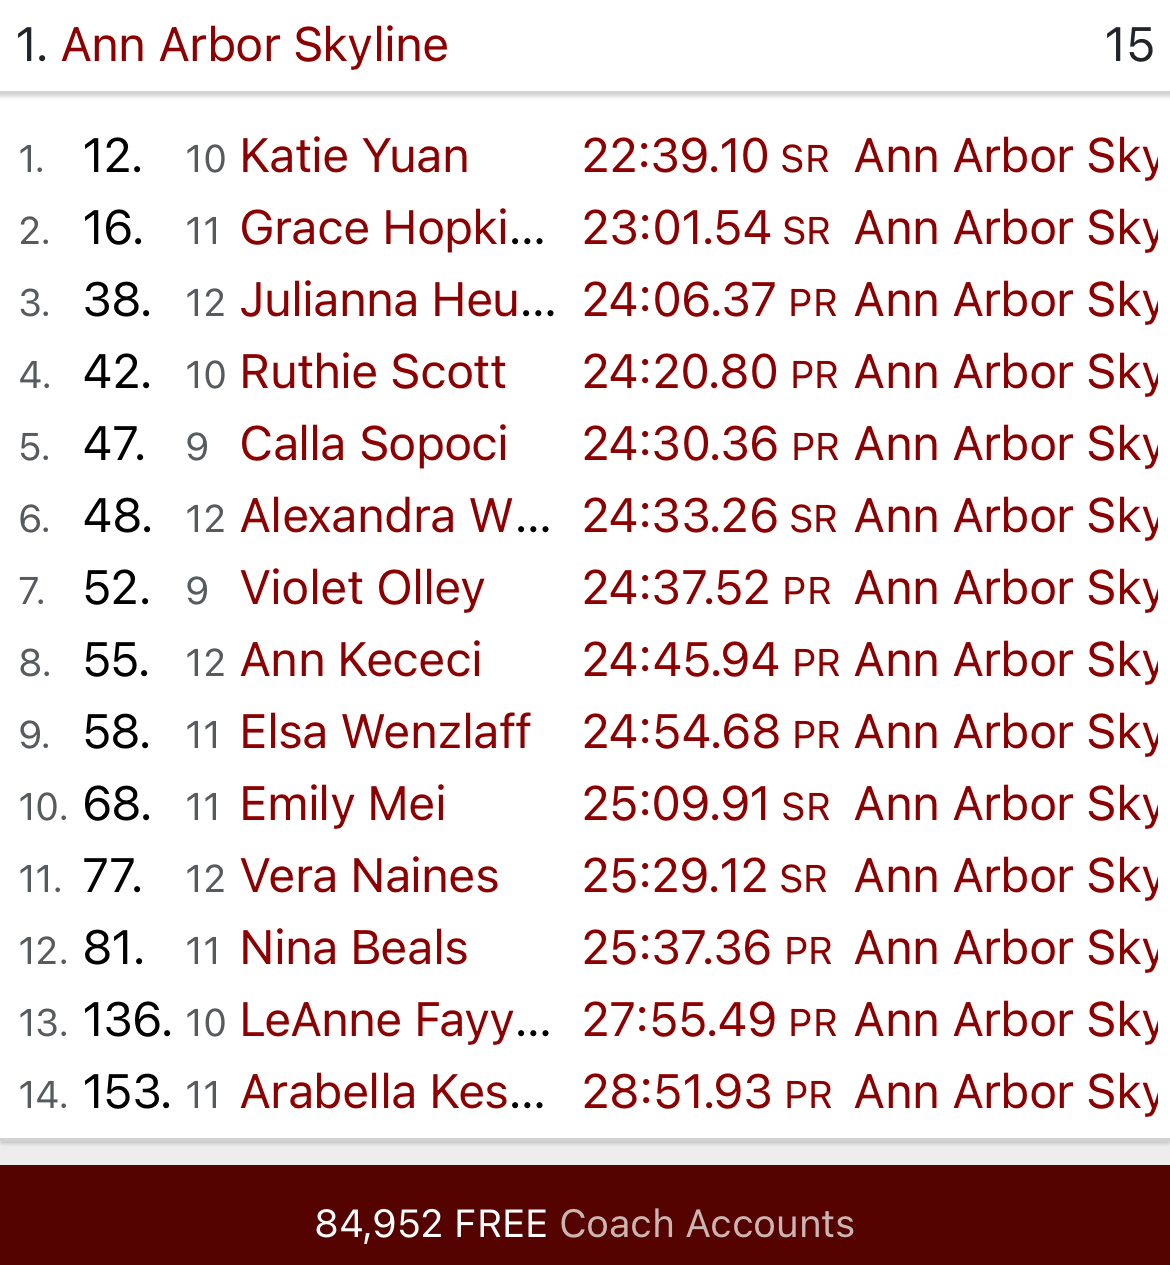 1. Ann Arbor Skyline 15
1. 12. 10 Katie Yuan 22:39.10 SR Ann Arbor Sky
2. 16. 11 Grace Hopki... 23:01.54 SR Ann Arbor Sky
3. 38. 12 Julianna Heu... 24:06.37 PR Ann Arbor Sky
4. 42. 10 Ruthie Scott 24:20.80 PR Ann Arbor Sky
5. 47. 9 Calla Sopoci 24:30.36 PR Ann Arbor Sky
6. 48. 12 Alexandra W... 24:33.26 SR Ann Arbor Sky
7. 52. 9 Violet Olley 24:37.52 PR Ann Arbor Sky
8. 55. 12 Ann Kececi 24:45.94 PR Ann Arbor Sky
9. 58. 11 Elsa Wenzlaff 24:54.68 PR Ann Arbor Sky
10. 68. 11 Emily Mei 25:09.91 SR Ann Arbor Sky
11. 77. 12 Vera Naines 25:29.12 SR Ann Arbor Sky
12. 81. 11 Nina Beals 25:37.36 PR Ann Arbor Sky
13. 136. 10 LeAnne Fayy... 27:55.49 PR Ann Arbor Sky
14. 153. 11 Arabella Kes... 28:51.93 PR Ann Arbor Sky
84,952 FREE Coach Accounts